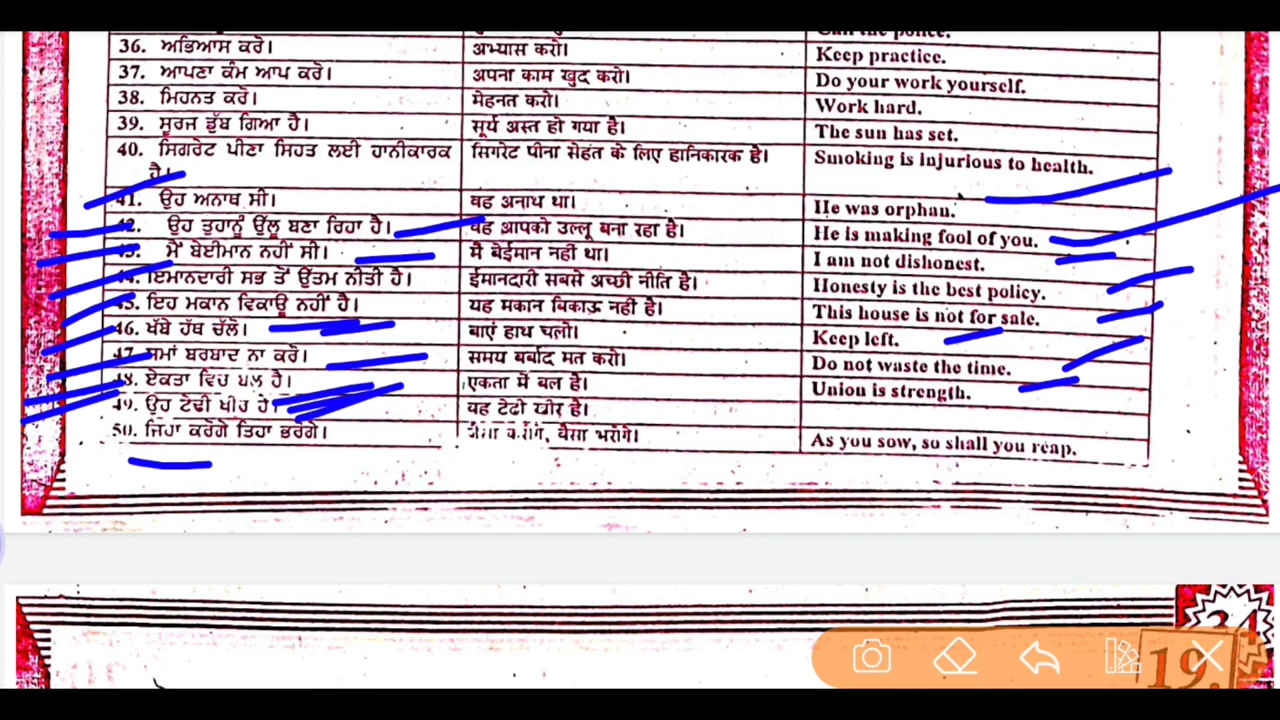 Call the police.
36. ਅਭਿਆਸ ਕਰੋ। अभ्यास करो। Keep practice.
37. ਆਪਣਾ ਕੰਮ ਆਪ ਕਰੋ। अपना काम खुद करो। Do your work yourself.
38. ਮਿਹਨਤ ਕਰੋ। मेहनत करो। Work hard.
39. ਸੂਰਜ ਡੁੱਬ ਗਿਆ ਹੈ। सूर्य अस्त हो गया है। The sun has set.
40. ਸਿਗਰੇਟ ਪੀਣਾ ਸਿਹਤ ਲਈ ਹਾਨੀਕਾਰਕ सिगरेट पीना सेहत के लिए हानिकारक है। Smoking is injurious to health.
ਹੈ।
41. ਉਹ ਅਨਾਥ ਸੀ। वह अनाथ था। He was orphan.
42. ਉਹ ਤੁਹਾਨੂੰ ਉੱਲੂ ਬਣਾ ਰਿਹਾ ਹੈ। वह आपको उल्लू बना रहा है। He is making fool of you.
43. ਮੈਂ ਬੇਈਮਾਨ ਨਹੀਂ ਸੀ। मै बेईमान नही था। I am not dishonest.
44. ਇਮਾਨਦਾਰੀ ਸਭ ਤੋਂ ਉੱਤਮ ਨੀਤੀ ਹੈ। ईमानदारी सबसे अच्छी नीति है। Honesty is the best policy.
45. ਇਹ ਮਕਾਨ ਵਿਕਾਊ ਨਹੀਂ ਹੈ। यह मकान बिकाऊ नही है। This house is not for sale.
46. ਖੱਬੇ ਹੱਥ ਚੱਲੋ। बाएं हाथ चलो। Keep left.
47. ਸਮਾਂ ਬਰਬਾਦ ਨਾ ਕਰੋ। समय बर्बाद मत करो। Do not waste the time.
48. ਏਕਤਾ ਵਿਚ ਬਲ ਹੈ। एकता में बल है। Union is strength.
49. ਉਹ ਟੇਢੀ ਖੀਰ ਹੈ। यह टेढी खीर है।
50. ਜਿਹਾ ਕਰੋਗੇ ਤਿਹਾ ਭਰੋਗੇ। जैसा करोगे, वैसा भरोगे। As you sow, so shall you reap.
34
19.